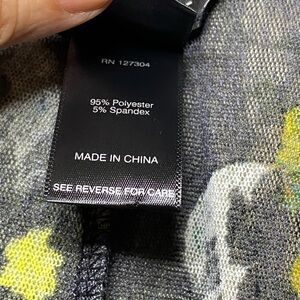 RN 127304
95% Polyester
5% Spandex
MADE IN CHINA
SEE REVERSE FOR CARE